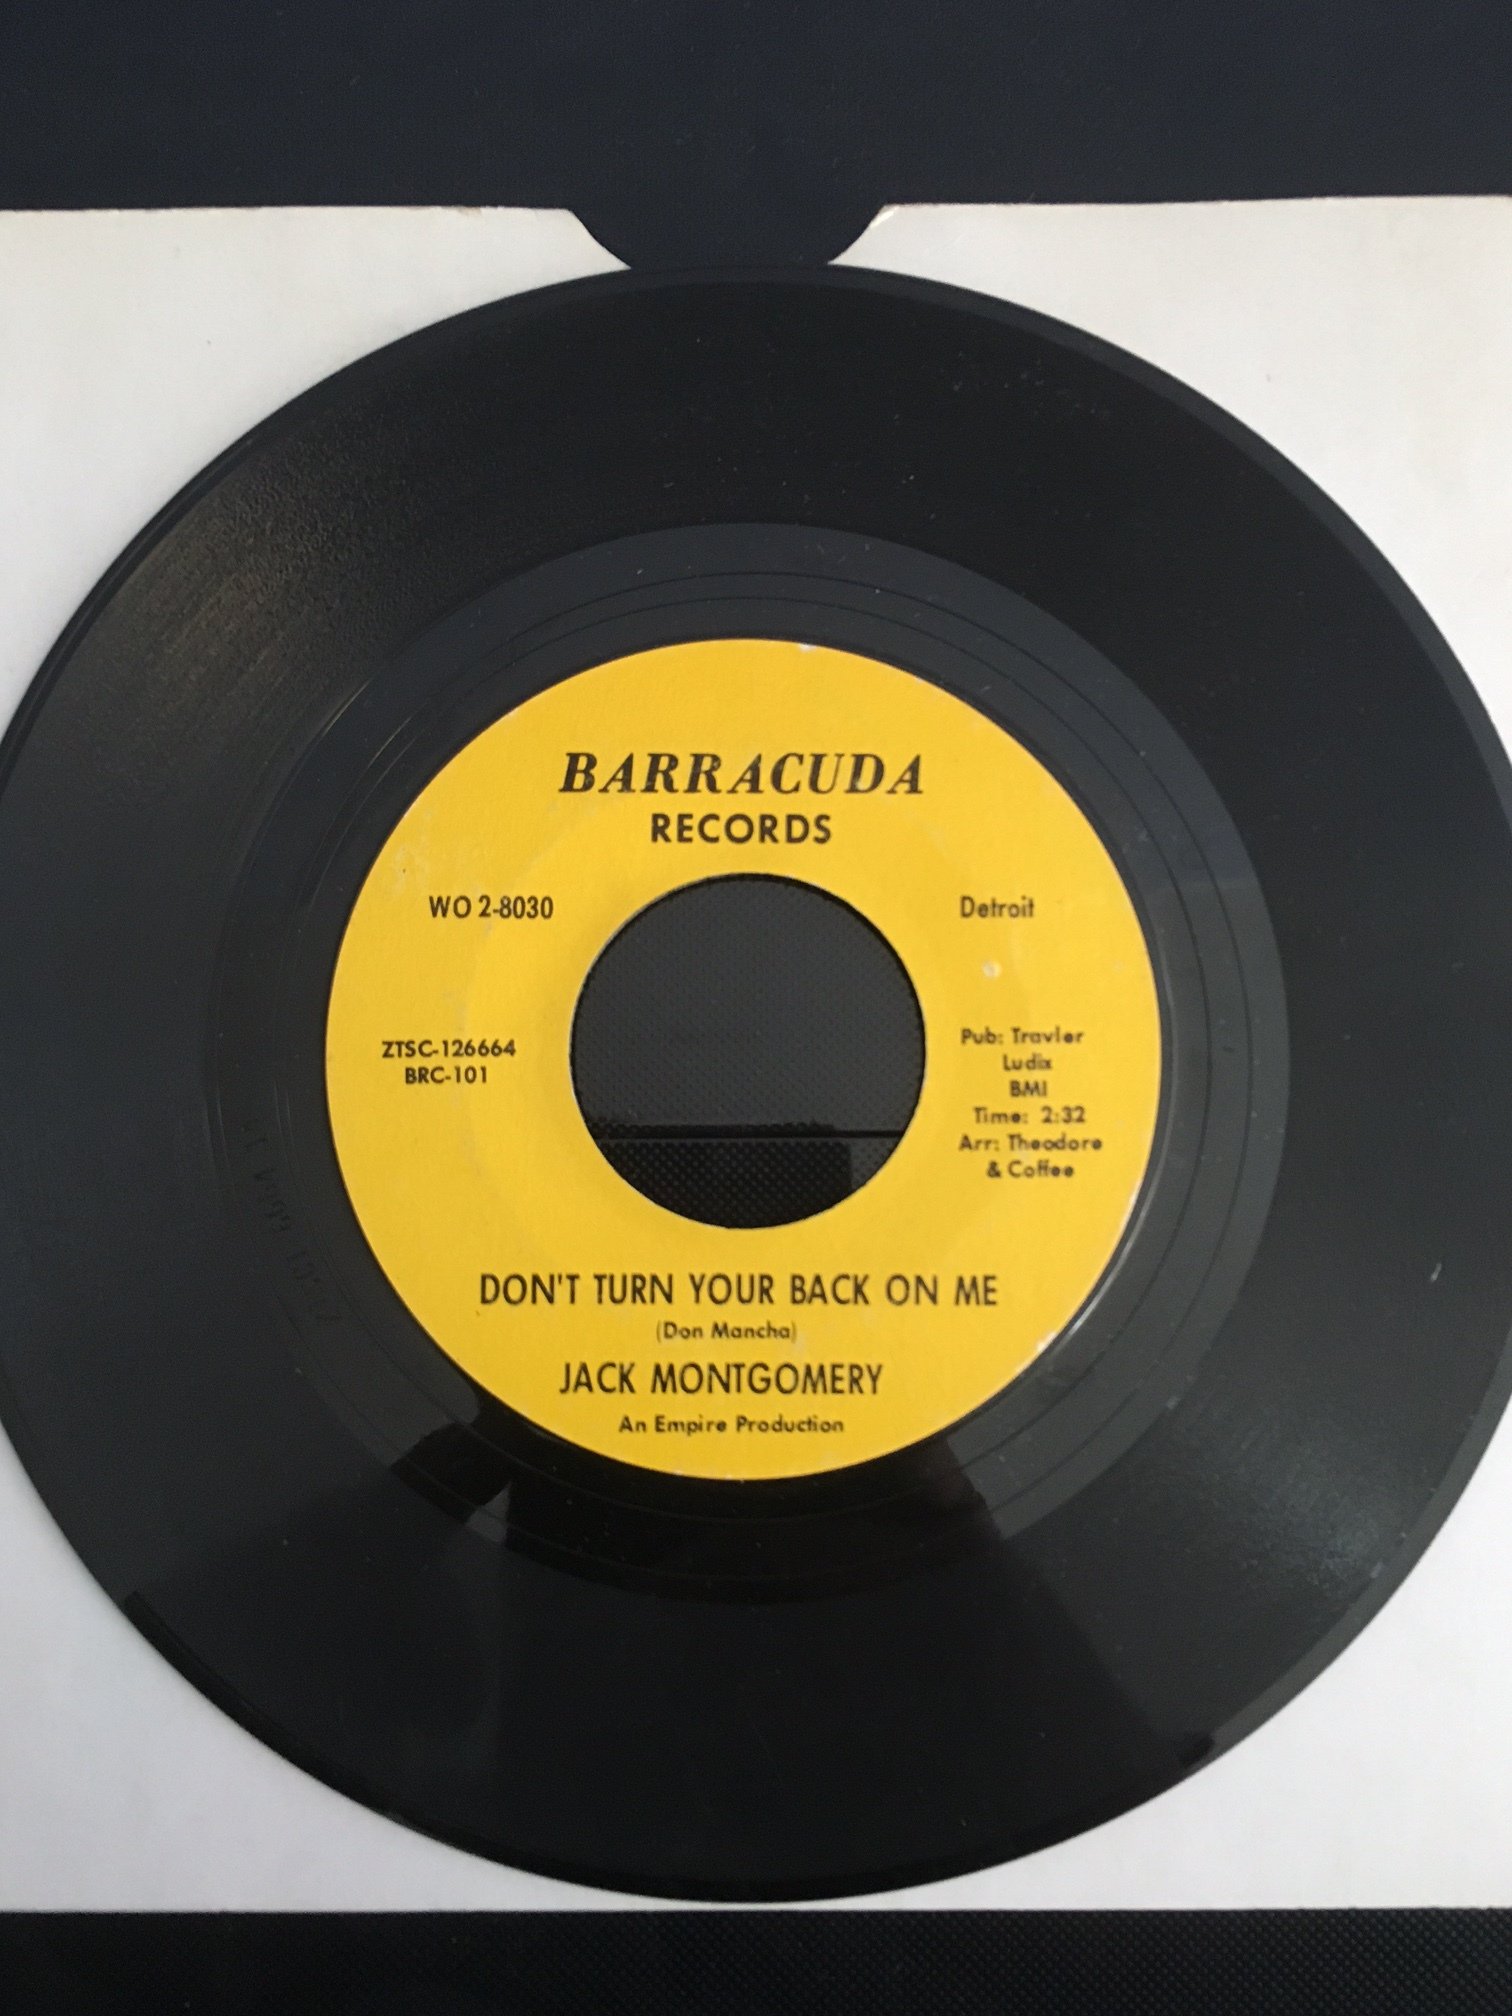 BARRACUDA
RECORDS
WO 2-8030
Detroit
ZTSC-126664
BRC-101
Pub: Travler
Ludix
BMI
Time: 2:32
Arr: Theodore
& Coffee
DON'T TURN YOUR BACK ON ME
(Don Mancha)
JACK MONTGOMERY
An Empire Production